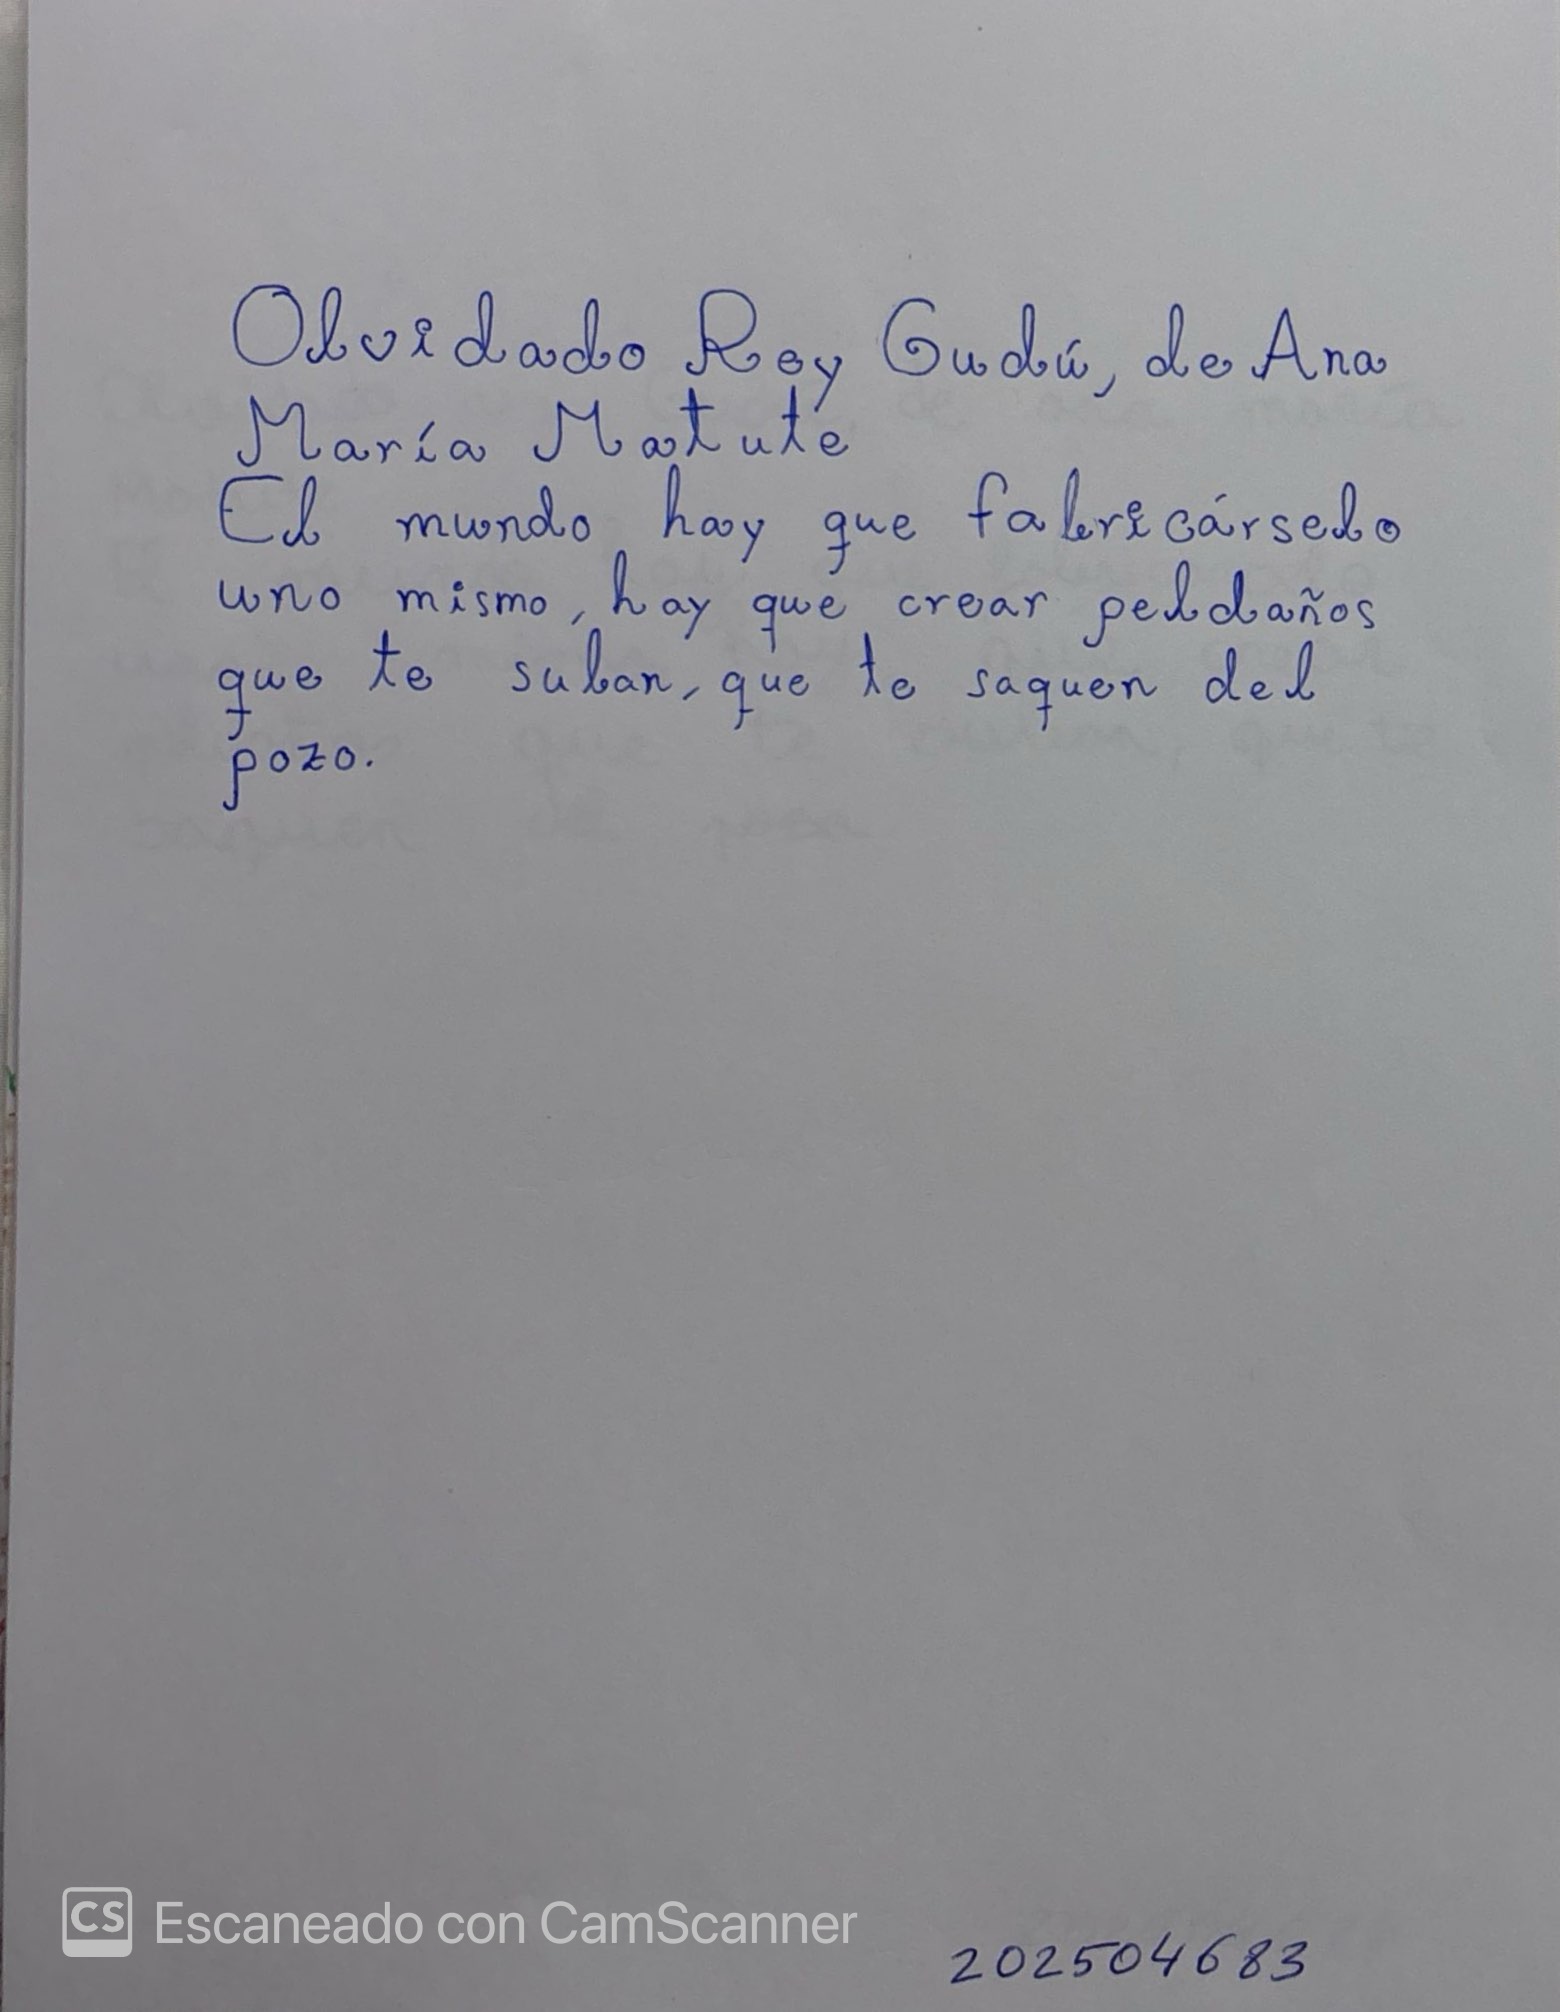 Olvidado Rey Gudú, de Ana
María Matute
El mundo hay que fabricárselo
uno mismo, hay que crear peldaños
que te suban, que te saquen del
pozo.
CS Escaneado con CamScanner
202504683